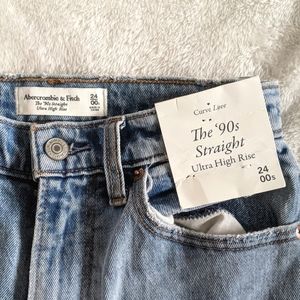 Abercrombie & Fitch
The '90s Straight
Ultra High Rise
24
00s
Curve Love
The '90s
Straight
Ultra High Rise
24
00s